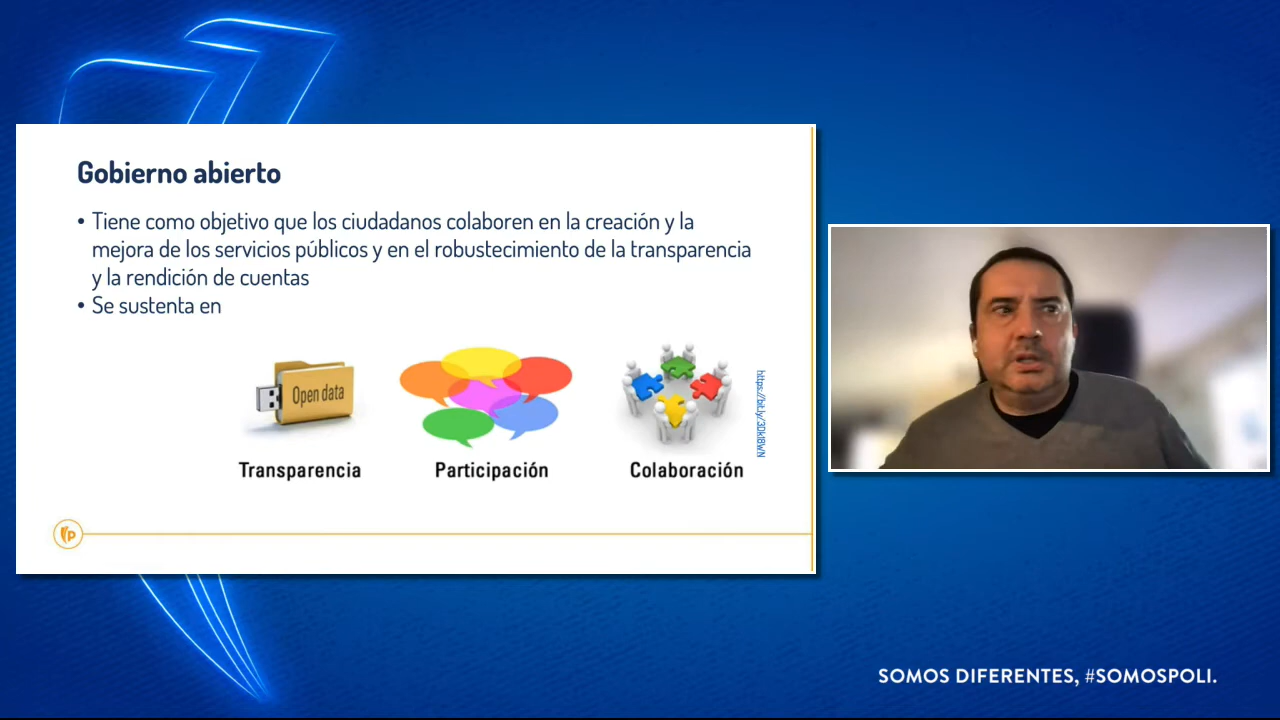 Gobierno abierto
• Tiene como objetivo que los ciudadanos colaboren en la creación y la
mejora de los servicios públicos y en el robustecimiento de la transparencia
y la rendición de cuentas
• Se sustenta en
Open data
Transparencia
Participación
Colaboración
P
SOMOS DIFERENTES, #SOMOSPOLI.